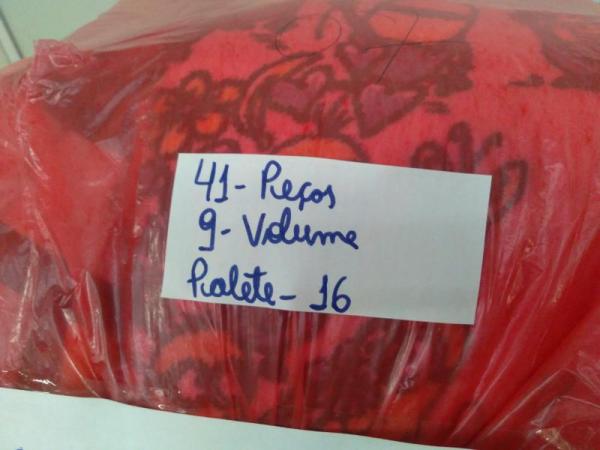 41- Peças
9- Volume
Palete- 16